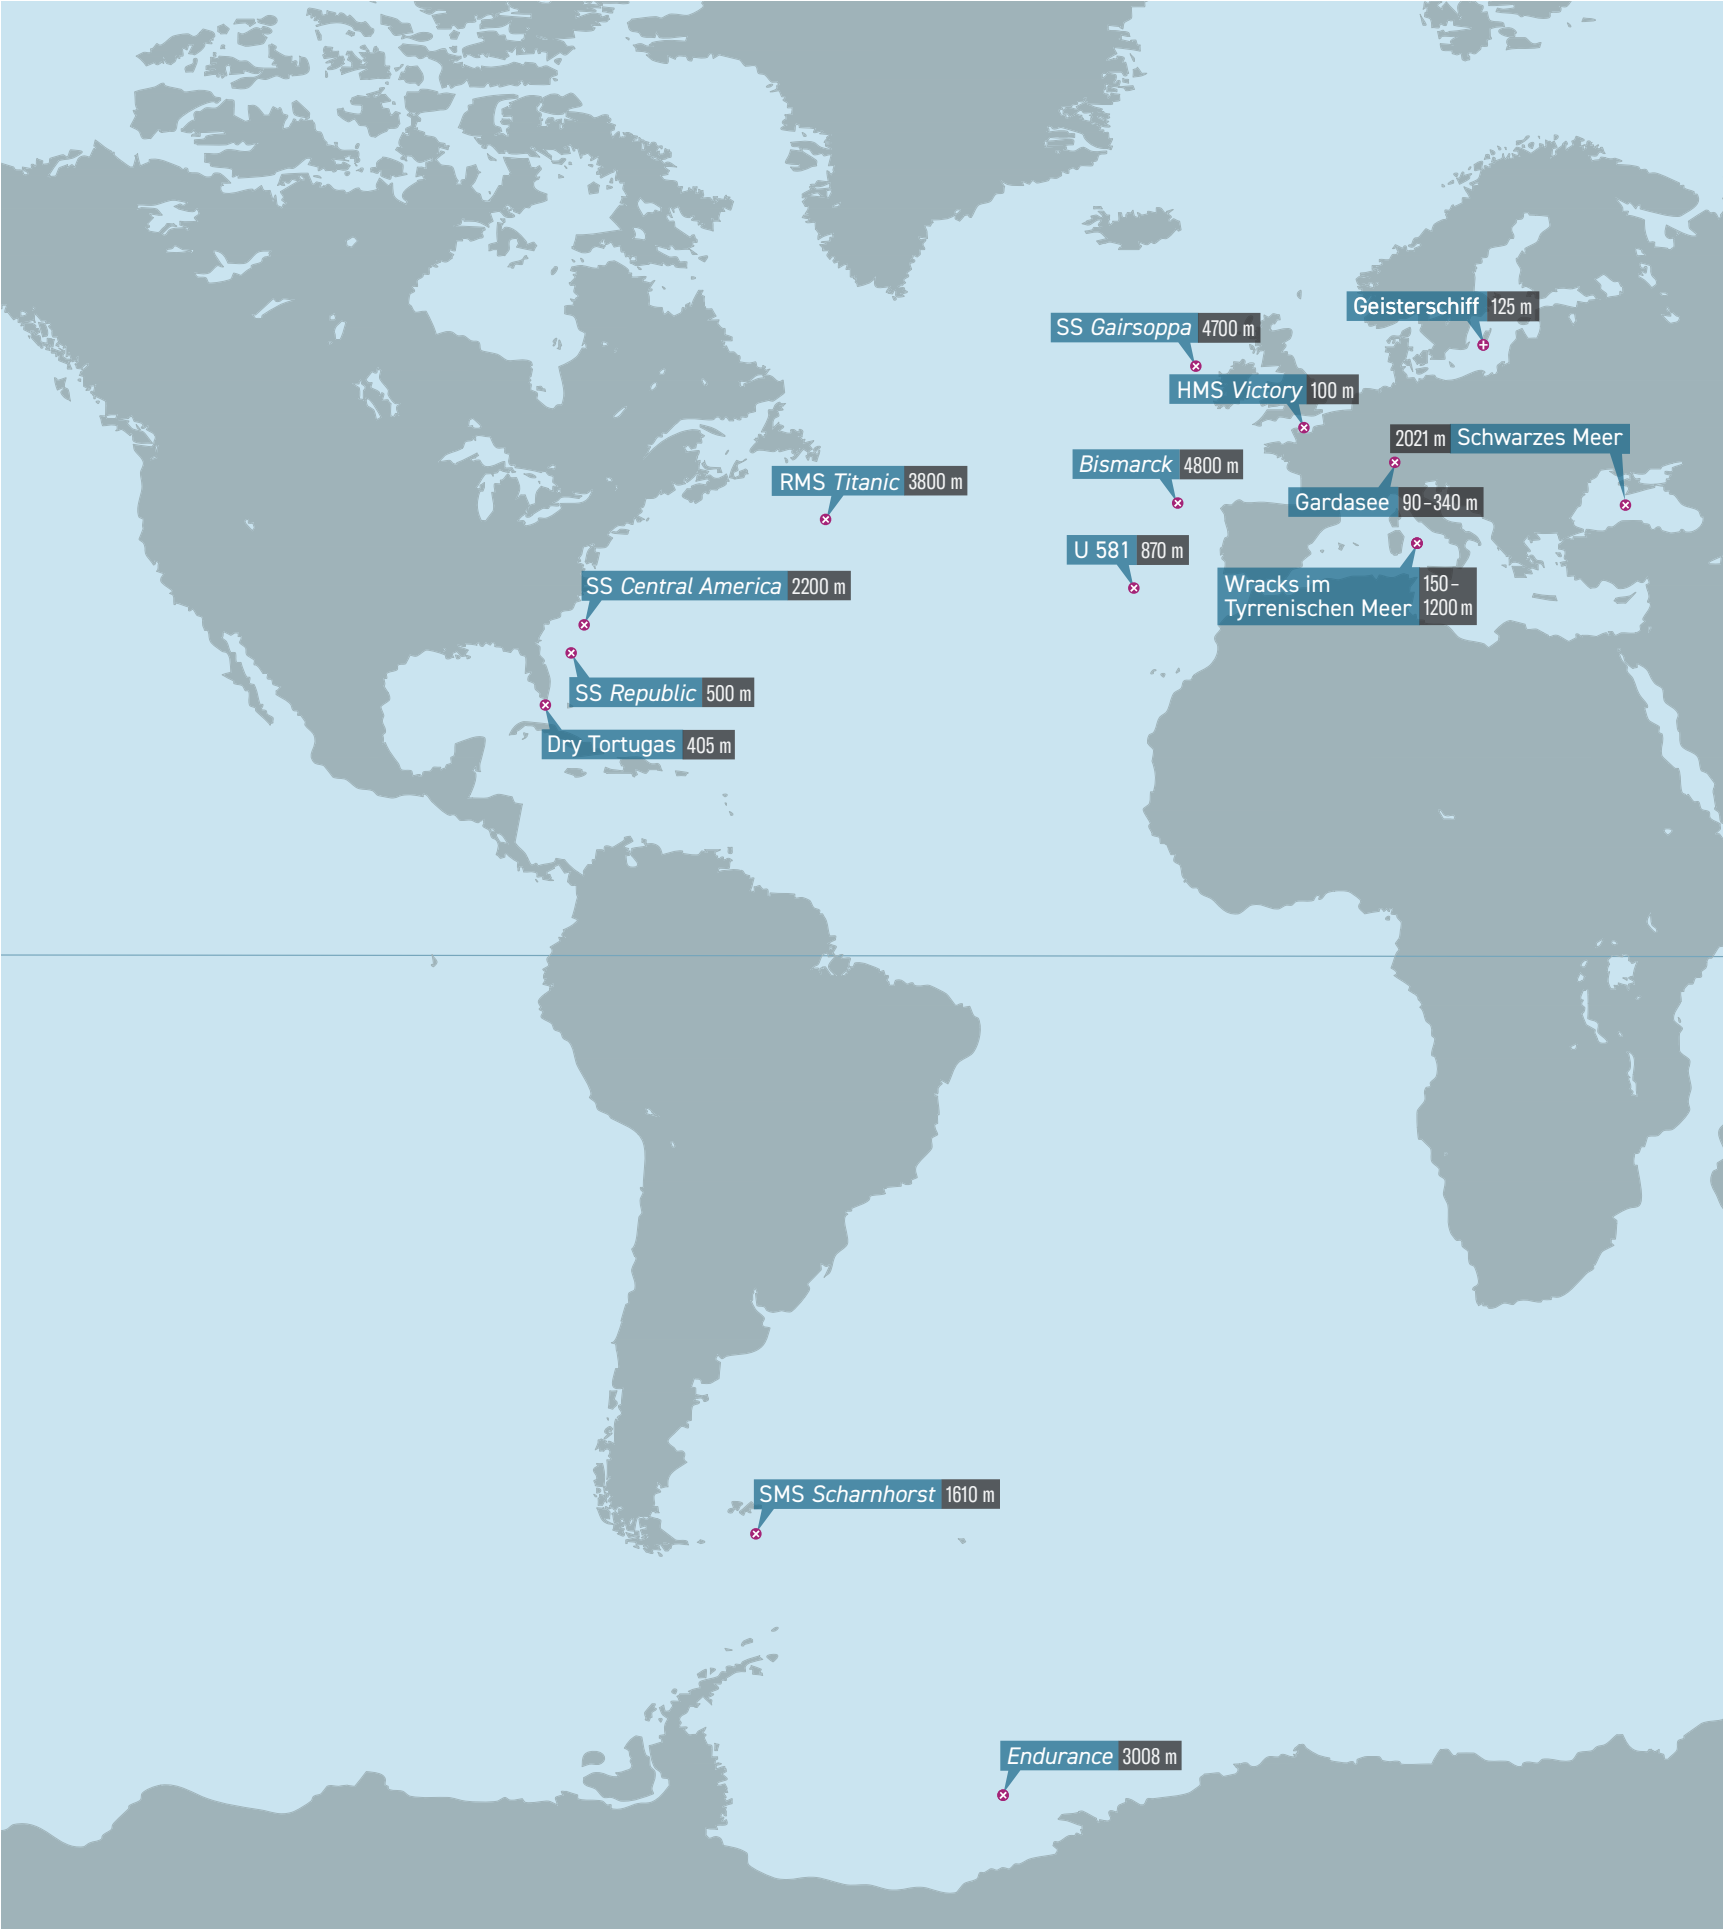 Geisterschiff 125 m
SS Gairsoppa 4700 m
HMS Victory 100 m
2021 m Schwarzes Meer
Bismarck 4800 m
RMS Titanic 3800 m
Gardasee 90–340 m
U 581 870 m
SS Central America 2200 m
Wracks im 150–
Tyrrenischen Meer 1200 m
SS Republic 500 m
Dry Tortugas 405 m
SMS Scharnhorst 1610 m
Endurance 3008 m